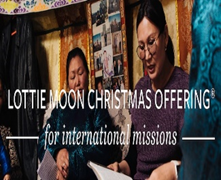 LOTTIE MOON CHRISTMAS OFFERING®
for international missions